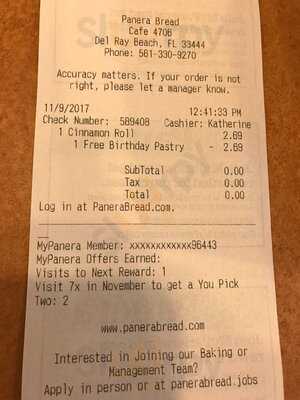 Panera Bread
Cafe 4706
Del Ray Beach, FL 33444
Phone: 561-330-9270
Accuracy matters. If your order is not
right, please let a manager know.
11/9/2017 12:41:33 PM
Check Number: 589408 Cashier: Katherine
1 Cinnamon Roll 2.69
1 Free Birthday Pastry - 2.69
SubTotal 0.00
Tax 0.00
Total 0.00
Log in at PaneraBread.com.
MyPanera Member: xxxxxxxxxxxx96443
MyPanera Offers Earned:
Visits to Next Reward: 1
Visit 7x in November to get a You Pick
Two: 2
www.panerabread.com
Interested in Joining our Baking or
Management Team?
Apply in person or at panerabread.jobs